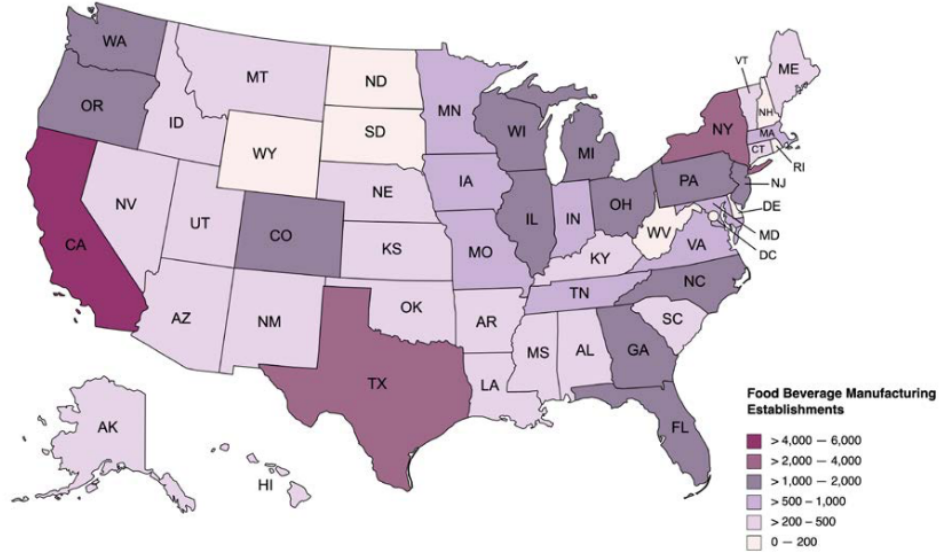 WA
OR
ID
MT
ND
SD
WY
NV
UT
CO
NE
KS
CA
AZ
NM
OK
TX
MN
IA
MO
AR
LA
WI
IL
MI
IN
OH
KY
TN
MS
AL
GA
FL
SC
NC
VA
WV
PA
NY
VT
NH
ME
MA
CT
RI
NJ
DE
MD
DC
AK
HI
Food Beverage Manufacturing
Establishments
> 4,000 — 6,000
> 2,000 — 4,000
> 1,000 — 2,000
> 500 – 1,000
> 200 – 500
0 — 200